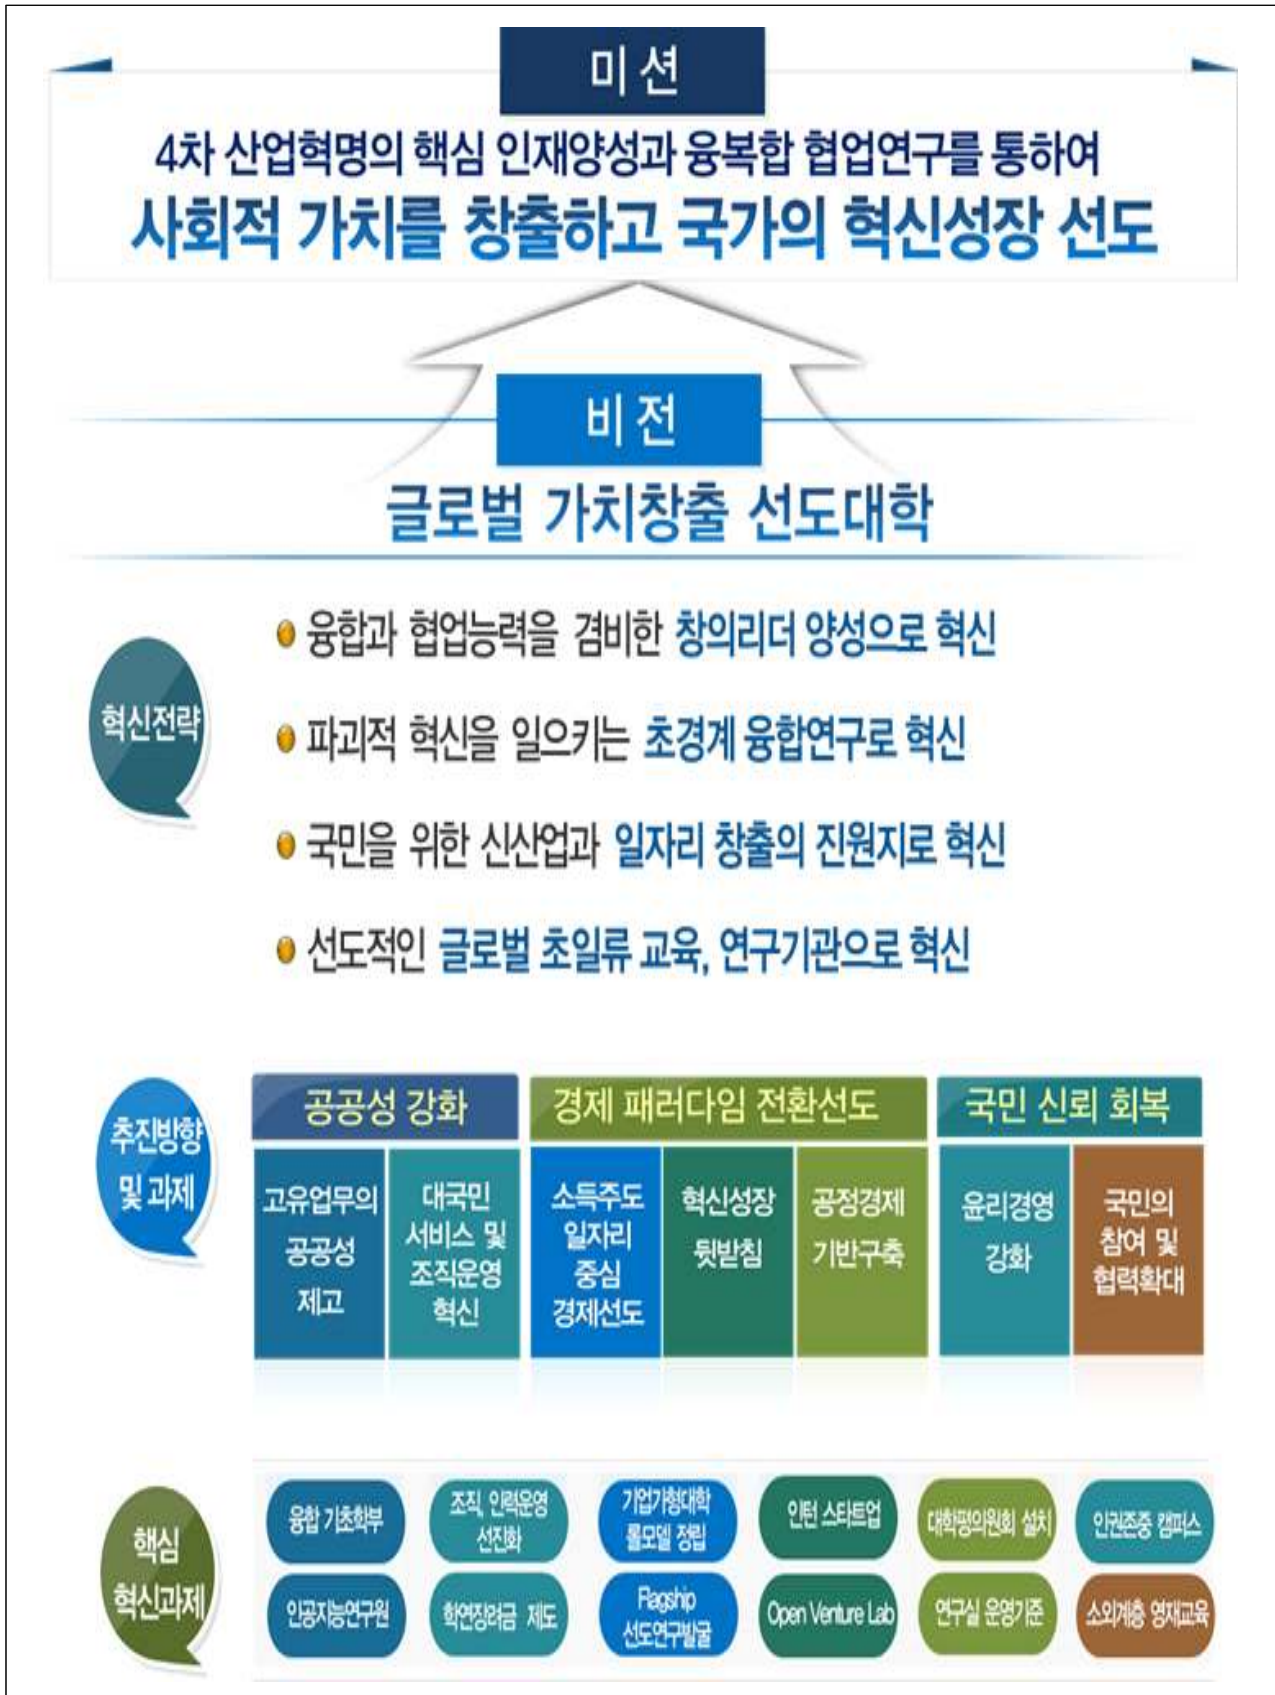 미션
4차 산업혁명의 핵심 인재양성과 융복합 협업연구를 통하여
사회적 가치를 창출하고 국가의 혁신성장 선도
비전
글로벌 가치창출 선도대학
혁신전략
융합과 협업능력을 겸비한 창의리더 양성으로 혁신
파괴적 혁신을 일으키는 초경계 융합연구로 혁신
국민을 위한 신산업과 일자리 창출의 진원지로 혁신
선도적인 글로벌 초일류 교육, 연구기관으로 혁신
추진방향
및 과제
공공성 강화
경제 패러다임 전환선도
국민 신뢰 회복
고유업무의
공공성
제고
대국민
서비스 및
조직운영
혁신
소득주도
일자리
중심
경제선도
혁신성장
뒷받침
공정경제
기반구축
윤리경영
강화
국민의
참여 및
협력확대
핵심
혁신과제
융합 기초학부
조직, 인력운영
선진화
기업가형대학
롤모델 정립
인턴 스타트업
대학평의원회 설치
인권존중 캠퍼스
인공지능연구원
학연장려금 제도
Flagship
선도연구발굴
Open Venture Lab
연구실 운영기준
소외계층 영재교육